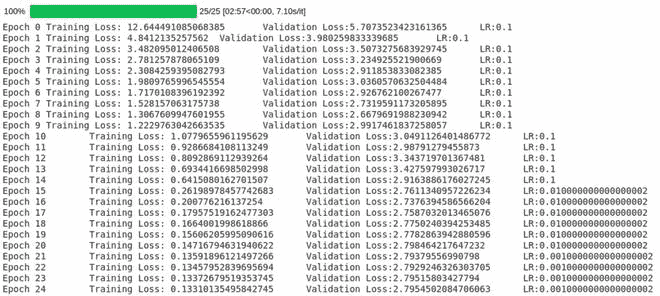 100% 25/25 [02:57<00:00, 7.10s/it]
Epoch 0 Training Loss: 12.644491085068385 Validation Loss:5.7073523423161365 LR:0.1
Epoch 1 Training Loss: 4.8412135257562 Validation Loss:3.980259833339685 LR:0.1
Epoch 2 Training Loss: 3.482095012406508 Validation Loss:3.5073275683929745 LR:0.1
Epoch 3 Training Loss: 2.781257878065109 Validation Loss:3.234925521900669 LR:0.1
Epoch 4 Training Loss: 2.3084259395082793 Validation Loss:2.911853833082385 LR:0.1
Epoch 5 Training Loss: 1.9809765996545554 Validation Loss:3.0360570632504484 LR:0.1
Epoch 6 Training Loss: 1.7170108396192392 Validation Loss:2.926762100267477 LR:0.1
Epoch 7 Training Loss: 1.528157063175738 Validation Loss:2.7319591173205895 LR:0.1
Epoch 8 Training Loss: 1.3067609947601955 Validation Loss:2.6679691988230942 LR:0.1
Epoch 9 Training Loss: 1.2229763042663535 Validation Loss:2.9917461837258057 LR:0.1
Epoch 10 Training Loss: 1.0779655961195629 Validation Loss:3.0491126401486772 LR:0.1
Epoch 11 Training Loss: 0.9286684108113249 Validation Loss:2.98791279455873 LR:0.1
Epoch 12 Training Loss: 0.8092869112939264 Validation Loss:3.343719701367481 LR:0.1
Epoch 13 Training Loss: 0.6934416698502998 Validation Loss:3.427597993026717 LR:0.1
Epoch 14 Training Loss: 0.6415080162701507 Validation Loss:2.9163886176027245 LR:0.1
Epoch 15 Training Loss: 0.26198978457742683 Validation Loss:2.7611340957226234 LR:0.010000000000000002
Epoch 16 Training Loss: 0.200776216137254 Validation Loss:2.7376394586566204 LR:0.010000000000000002
Epoch 17 Training Loss: 0.17957519162477303 Validation Loss:2.7587032013465076 LR:0.010000000000000002
Epoch 18 Training Loss: 0.1664001998618866 Validation Loss:2.7750240394253485 LR:0.010000000000000002
Epoch 19 Training Loss: 0.15606205995090616 Validation Loss:2.7782863942880596 LR:0.010000000000000002
Epoch 20 Training Loss: 0.14716794631940622 Validation Loss:2.798464217647232 LR:0.010000000000000002
Epoch 21 Training Loss: 0.13591896121497266 Validation Loss:2.79379556990798 LR:0.0010000000000000002
Epoch 22 Training Loss: 0.13457952839695694 Validation Loss:2.7929246326303705 LR:0.0010000000000000002
Epoch 23 Training Loss: 0.13372679519353745 Validation Loss:2.79515803427794 LR:0.0010000000000000002
Epoch 24 Training Loss: 0.13310135495842745 Validation Loss:2.7954502084706063 LR:0.0010000000000000002